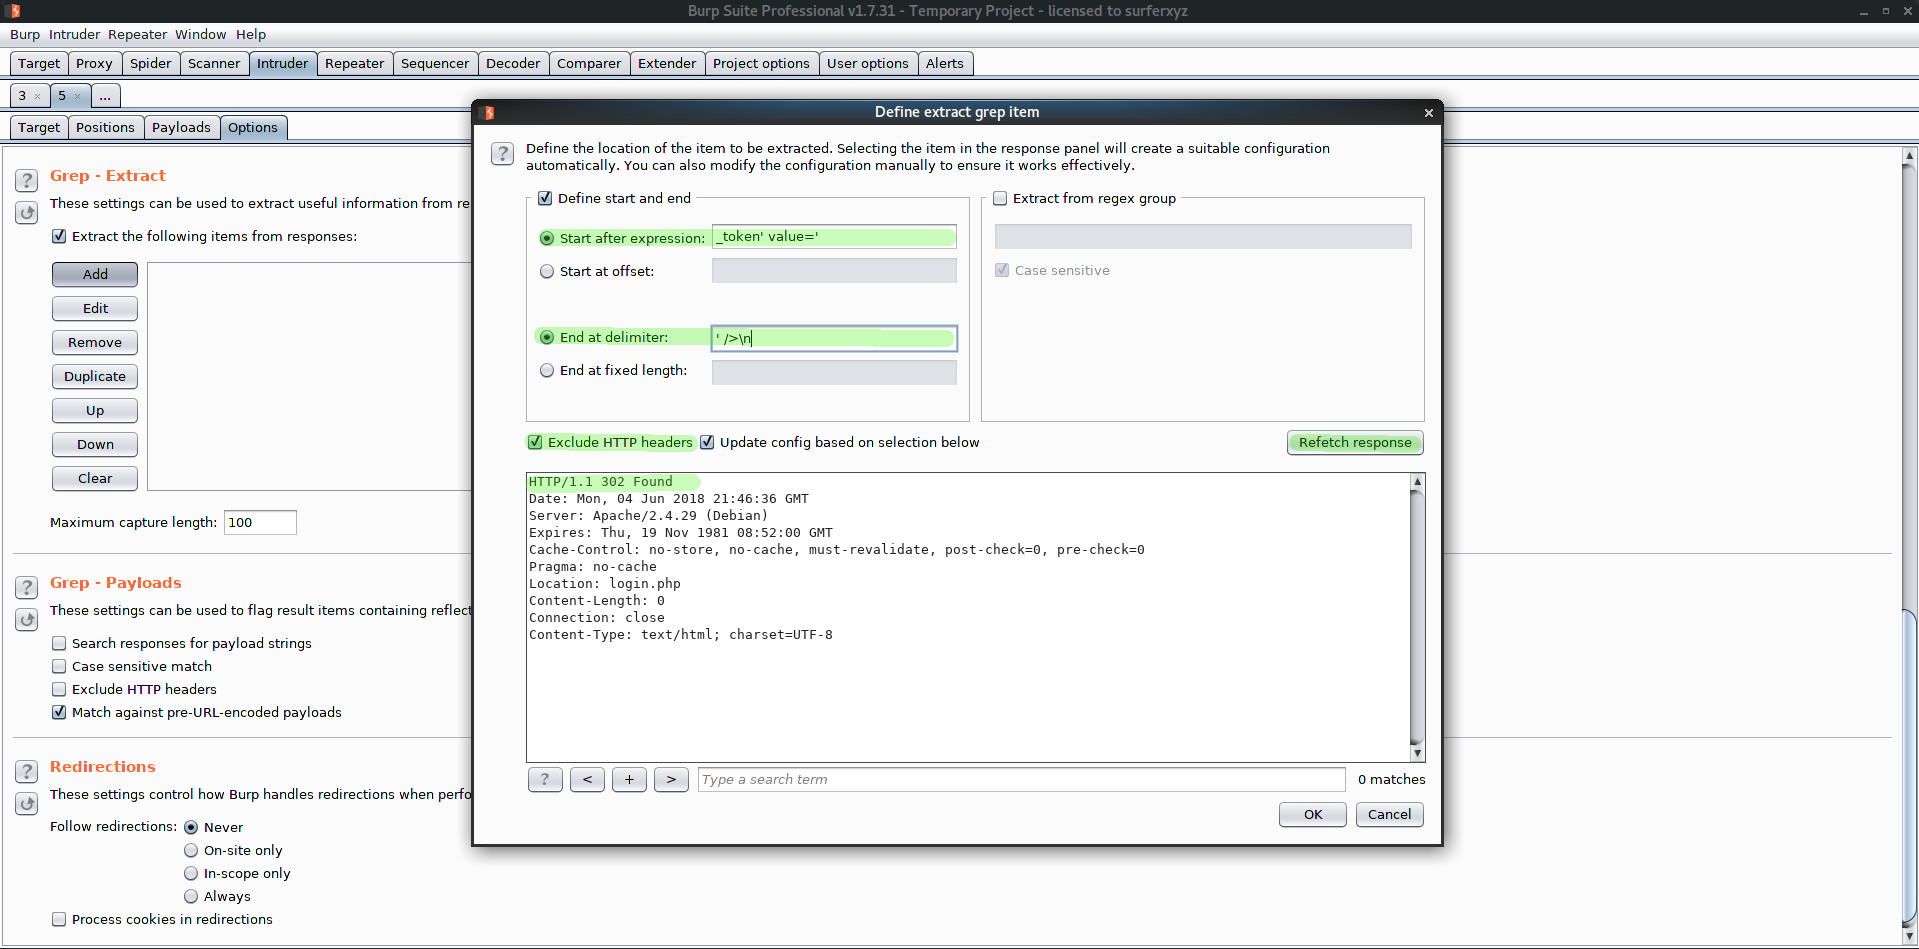 Burp Suite Professional v1.7.31 - Temporary Project - licensed to surferxyz
Burp Intruder Repeater Window Help
Target Proxy Spider Scanner Intruder Repeater Sequencer Decoder Comparer Extender Project options User options Alerts
3 × 5 × ...
Target Positions Payloads Options
Grep - Extract
These settings can be used to extract useful information from re
Extract the following items from responses:
Add
Edit
Remove
Duplicate
Up
Down
Clear
Maximum capture length: 100
Grep - Payloads
These settings can be used to flag result items containing reflect
Search responses for payload strings
Case sensitive match
Exclude HTTP headers
Match against pre-URL-encoded payloads
Redirections
These settings control how Burp handles redirections when perfo
Follow redirections: Never
On-site only
In-scope only
Always
Process cookies in redirections
Define extract grep item
Define the location of the item to be extracted. Selecting the item in the response panel will create a suitable configuration
automatically. You can also modify the configuration manually to ensure it works effectively.
Define start and end
Start after expression: _token' value='
Start at offset:
End at delimiter: ' />\n
End at fixed length:
Extract from regex group
Case sensitive
Exclude HTTP headers Update config based on selection below Refetch response
HTTP/1.1 302 Found
Date: Mon, 04 Jun 2018 21:46:36 GMT
Server: Apache/2.4.29 (Debian)
Expires: Thu, 19 Nov 1981 08:52:00 GMT
Cache-Control: no-store, no-cache, must-revalidate, post-check=0, pre-check=0
Pragma: no-cache
Location: login.php
Content-Length: 0
Connection: close
Content-Type: text/html; charset=UTF-8
? < + > Type a search term 0 matches
OK Cancel